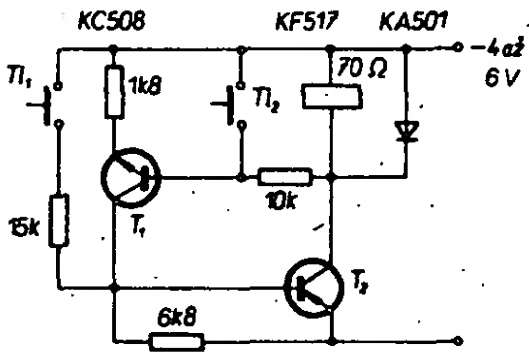 KC508 KF517 KA501
Tl₁ 1k8 Tl₂ 70 Ω -4 až 6 V
15k T₁ 10k T₂
6k8